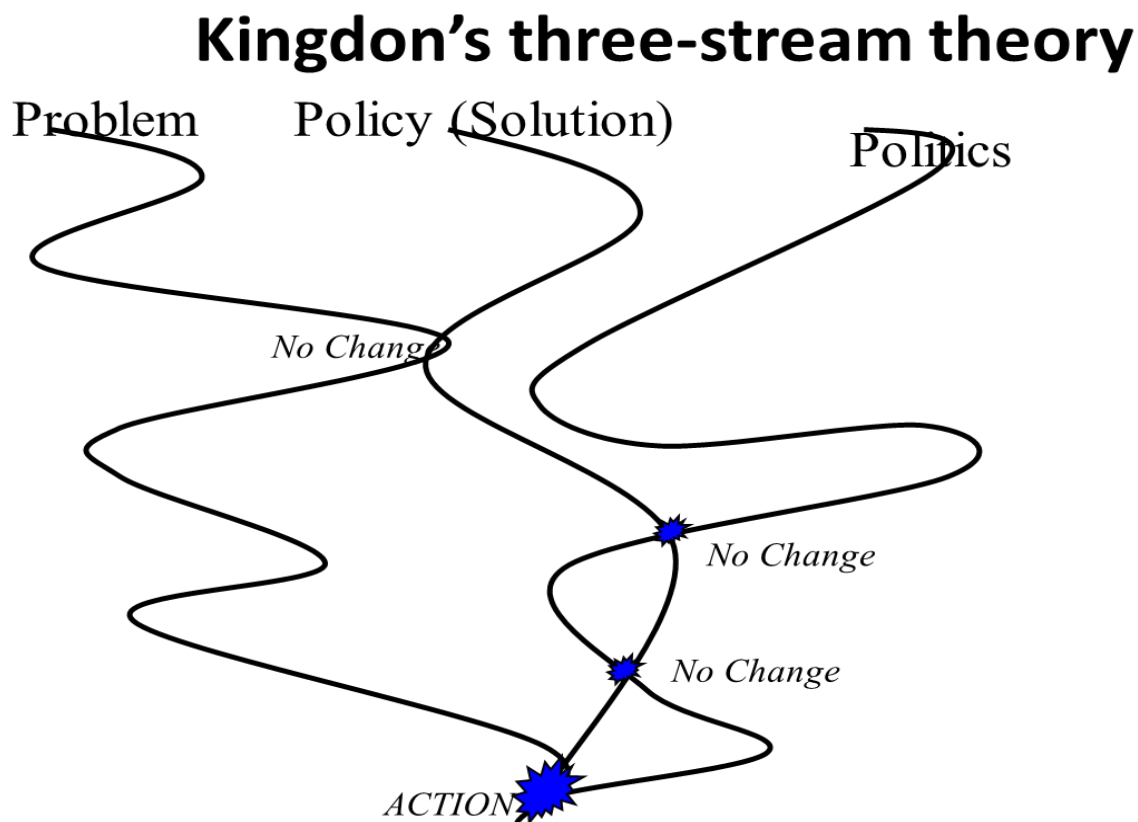 Kingdon’s three-stream theory
Problem
Policy (Solution)
Politics
No Change
No Change
No Change
ACTION